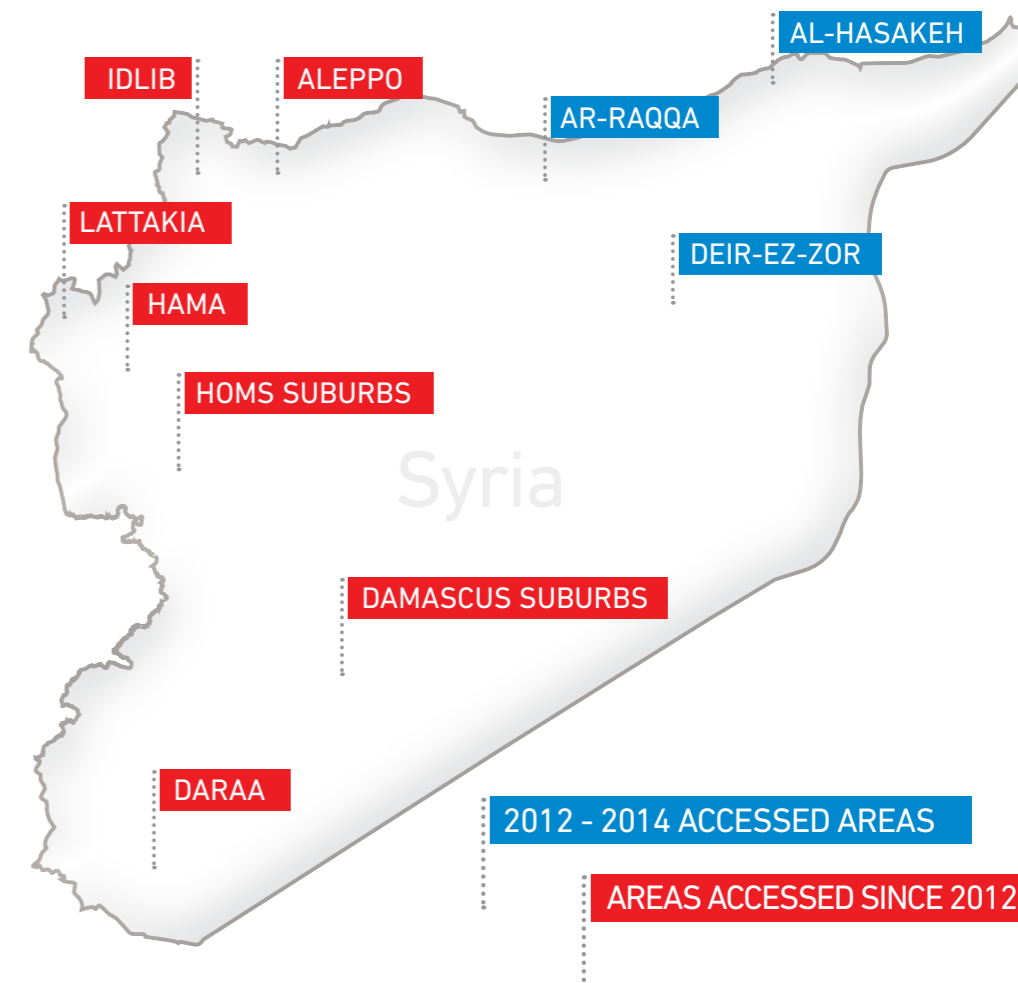 AL-HASAKEH
IDLIB
ALEPPO
AR-RAQQA
LATTAKIA
DEIR-EZ-ZOR
HAMA
HOMS SUBURBS
Syria
DAMASCUS SUBURBS
DARAA
2012 - 2014 ACCESSED AREAS
AREAS ACCESSED SINCE 2012